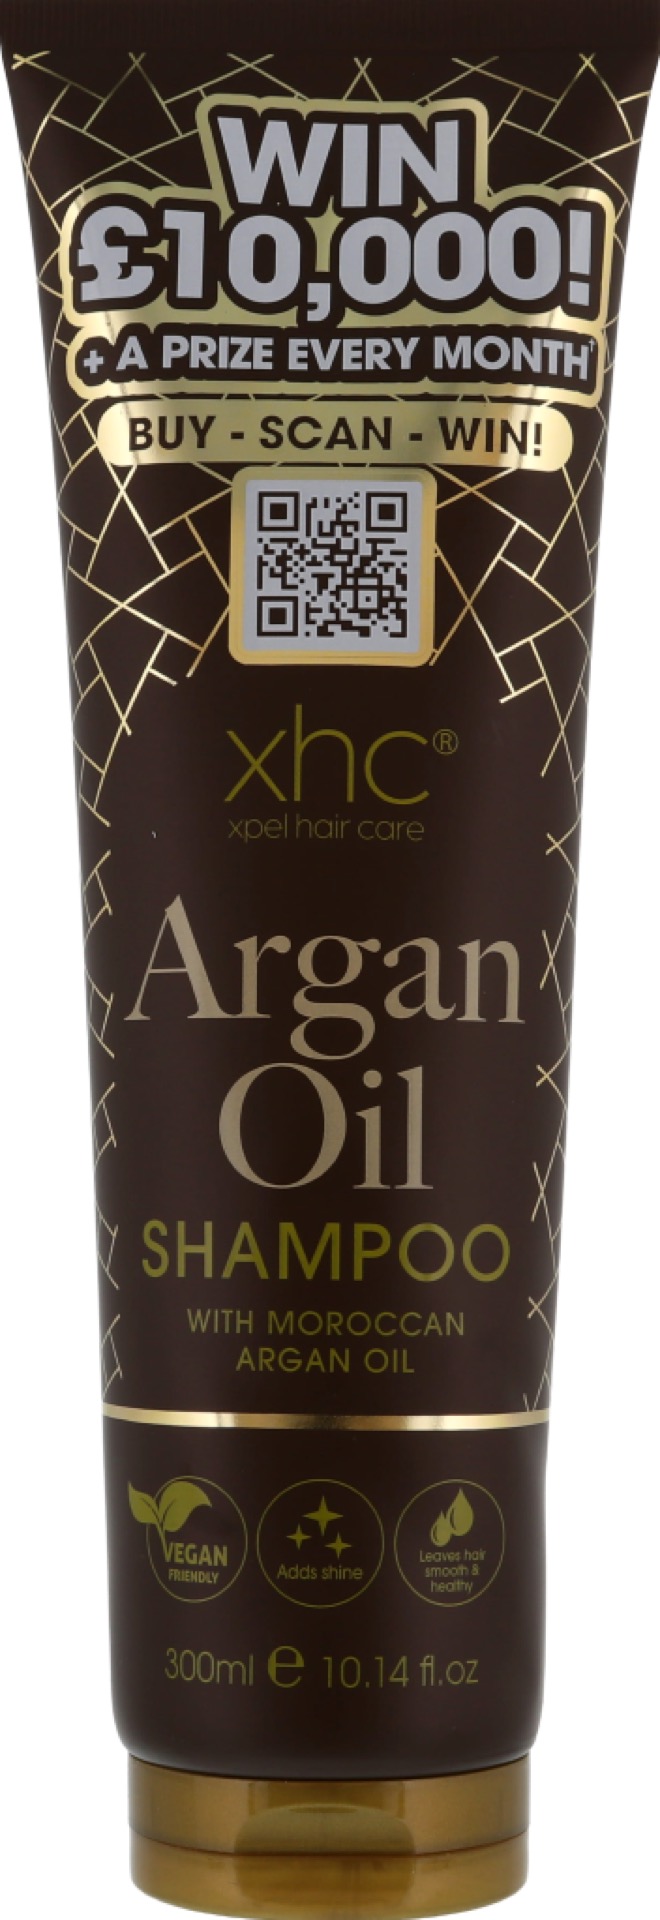 WIN
£10,000!
+ A PRIZE EVERY MONTH†
BUY - SCAN - WIN!
xhc®
xpel hair care
Argan
Oil
SHAMPOO
WITH MOROCCAN
ARGAN OIL
VEGAN
FRIENDLY
Adds shine
Leaves hair
smooth &
healthy
300ml ℮ 10.14 fl.oz